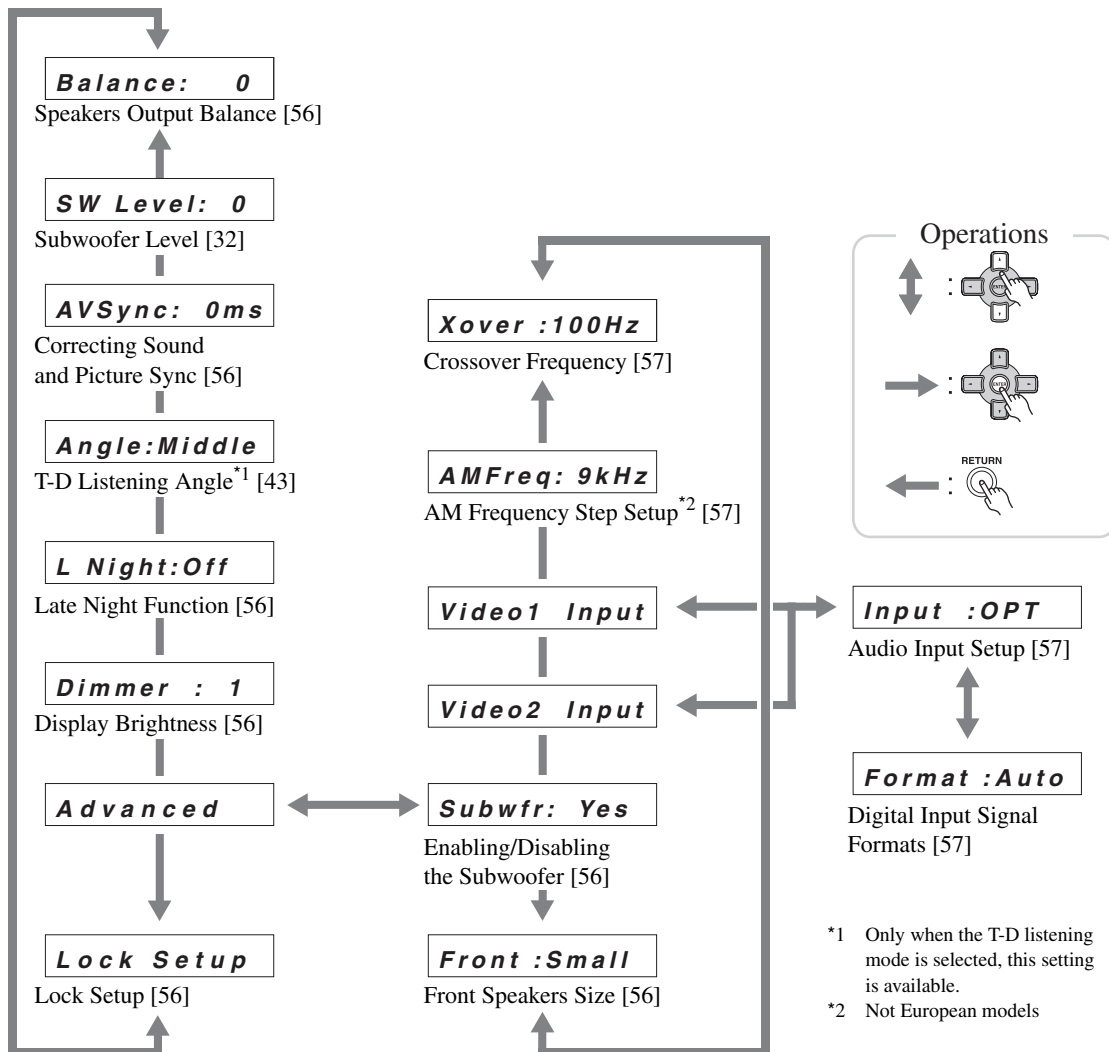 Balance: 0
Speakers Output Balance [56]
SW Level: 0
Subwoofer Level [32]
AVSync: 0ms
Correcting Sound
and Picture Sync [56]
Angle:Middle
T-D Listening Angle*1 [43]
L Night:Off
Late Night Function [56]
Dimmer : 1
Display Brightness [56]
Advanced
Lock Setup
Lock Setup [56]
Xover :100Hz
Crossover Frequency [57]
AMFreq: 9kHz
AM Frequency Step Setup*2 [57]
Video1 Input
Video2 Input
Subwfr: Yes
Enabling/Disabling
the Subwoofer [56]
Front :Small
Front Speakers Size [56]
Operations
:
ENTER
:
ENTER
RETURN
:
Input :OPT
Audio Input Setup [57]
Format :Auto
Digital Input Signal
Formats [57]
*1 Only when the T-D listening
mode is selected, this setting
is available.
*2 Not European models